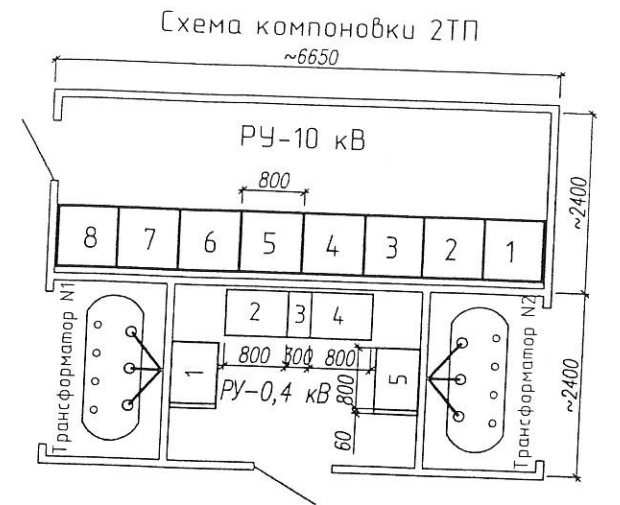 Схема компоновки 2ТП
~6650
РУ-10 кВ
800
~2400
8 7 6 5 4 3 2 1
Трансформатор N1
2 3 4
Трансформатор N2
1
800 300 800
5
РУ-0,4 кВ
800
~2400
60